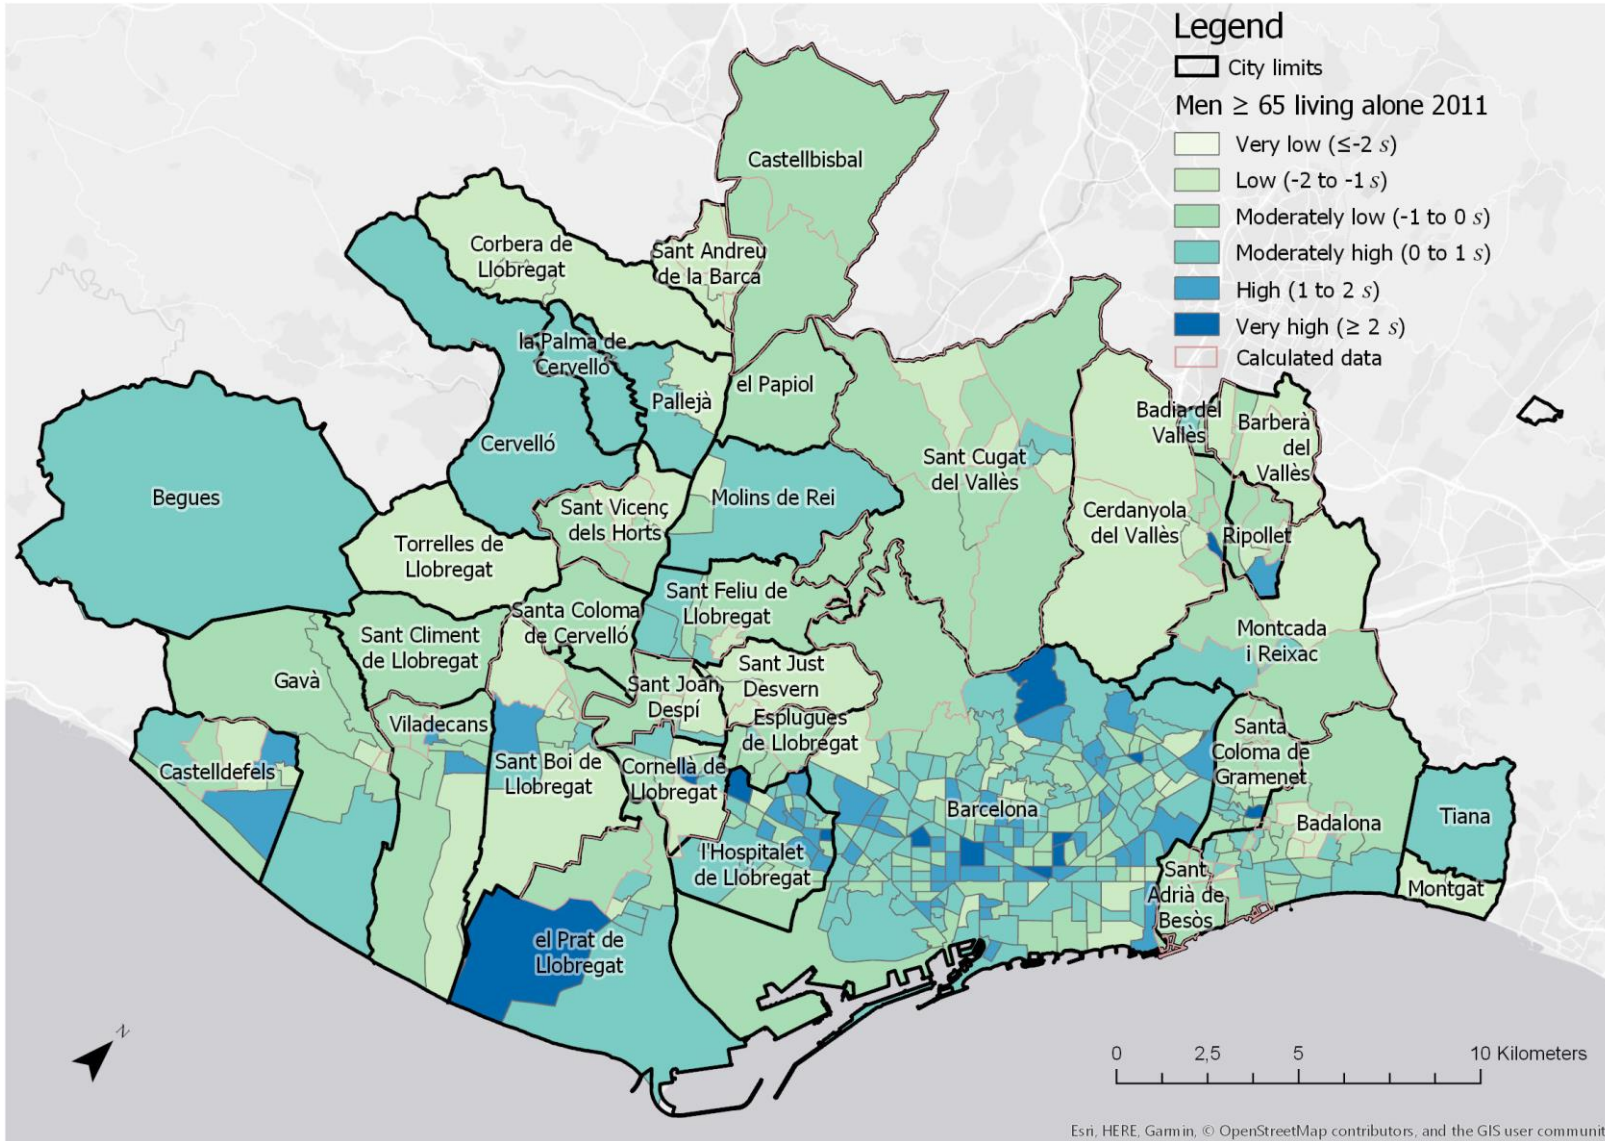 Legend
City limits
Men ≥ 65 living alone 2011
Very low (≤-2 s)
Low (-2 to -1 s)
Moderately low (-1 to 0 s)
Moderately high (0 to 1 s)
High (1 to 2 s)
Very high (≥ 2 s)
Calculated data
Castellbisbal
Corbera de
Llobregat
Sant Andreu
de la Barca
la Palma de
Cervelló
Pallejà
el Papiol
Cervelló
Begues
Badia del
Vallès
Barberà
del
Vallès
Sant Cugat
del Vallès
Molins de Rei
Sant Vicenç
dels Horts
Cerdanyola
del Vallès
Ripollet
Torrelles de
Llobregat
Sant Feliu de
Llobregat
Santa Coloma
de Cervelló
Sant Climent
de Llobregat
Montcada
i Reixac
Gavà
Sant Just
Desvern
Sant Joan
Despí
Esplugues
de Llobregat
Viladecans
Santa
Coloma de
Gramenet
Castelldefels
Sant Boi de
Llobregat
Cornellà de
Llobregat
Barcelona
Badalona
Tiana
l'Hospitalet
de Llobregat
Sant
Adrià de
Besòs
Montgat
el Prat de
Llobregat
N
0 2,5 5 10 Kilometers
Esri, HERE, Garmin, © OpenStreetMap contributors, and the GIS user communit